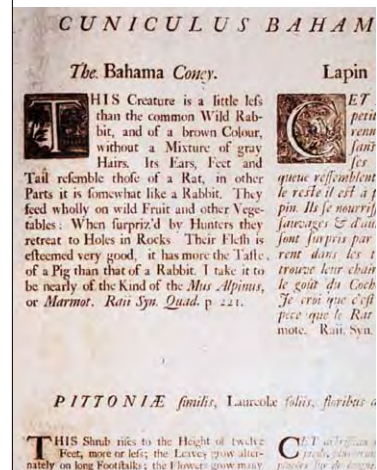 CUNICULUS BAHAM
The Bahama Coney.
THIS Creature is a little leſs
than the common Wild Rab-
bit, and of a brown Colour,
without a Mixture of gray
Hairs. Its Ears, Feet and
Tail reſemble thoſe of a Rat, in other
Parts it is ſomewhat like a Rabbit. They
feed wholly on wild Fruit and other Vege-
tables: When ſurpriz'd by Hunters they
retreat to Holes in Rocks Their Fleſh is
eſteemed very good, it has more the Taſte
of a Pig than that of a Rabbit. I take it to
be nearly of the Kind of the Mus Alpinus,
or Marmot. Raii Syn. Quad. p 221.
Lapin
CET
petit
renn
ſans
ſes
queue reſſemblent
le reſte il eſt à p
pin. Ils ſe nourriſſ
ſauvages & d'au
ſont ſurpris par
rent dans les t
trouve leur chair
le goût du Coch
Je croi que c'eſt
pece que le Rat
mote. Raii. Syn.
PITTONIÆ ſimilis, Laureolæ foliis, floribus a
THIS Shrub riſes to the Height of twelve
Feet, more or leſs; the Leaves grow alter-
nately on long Footſtalks; the Flowers grow many
CET